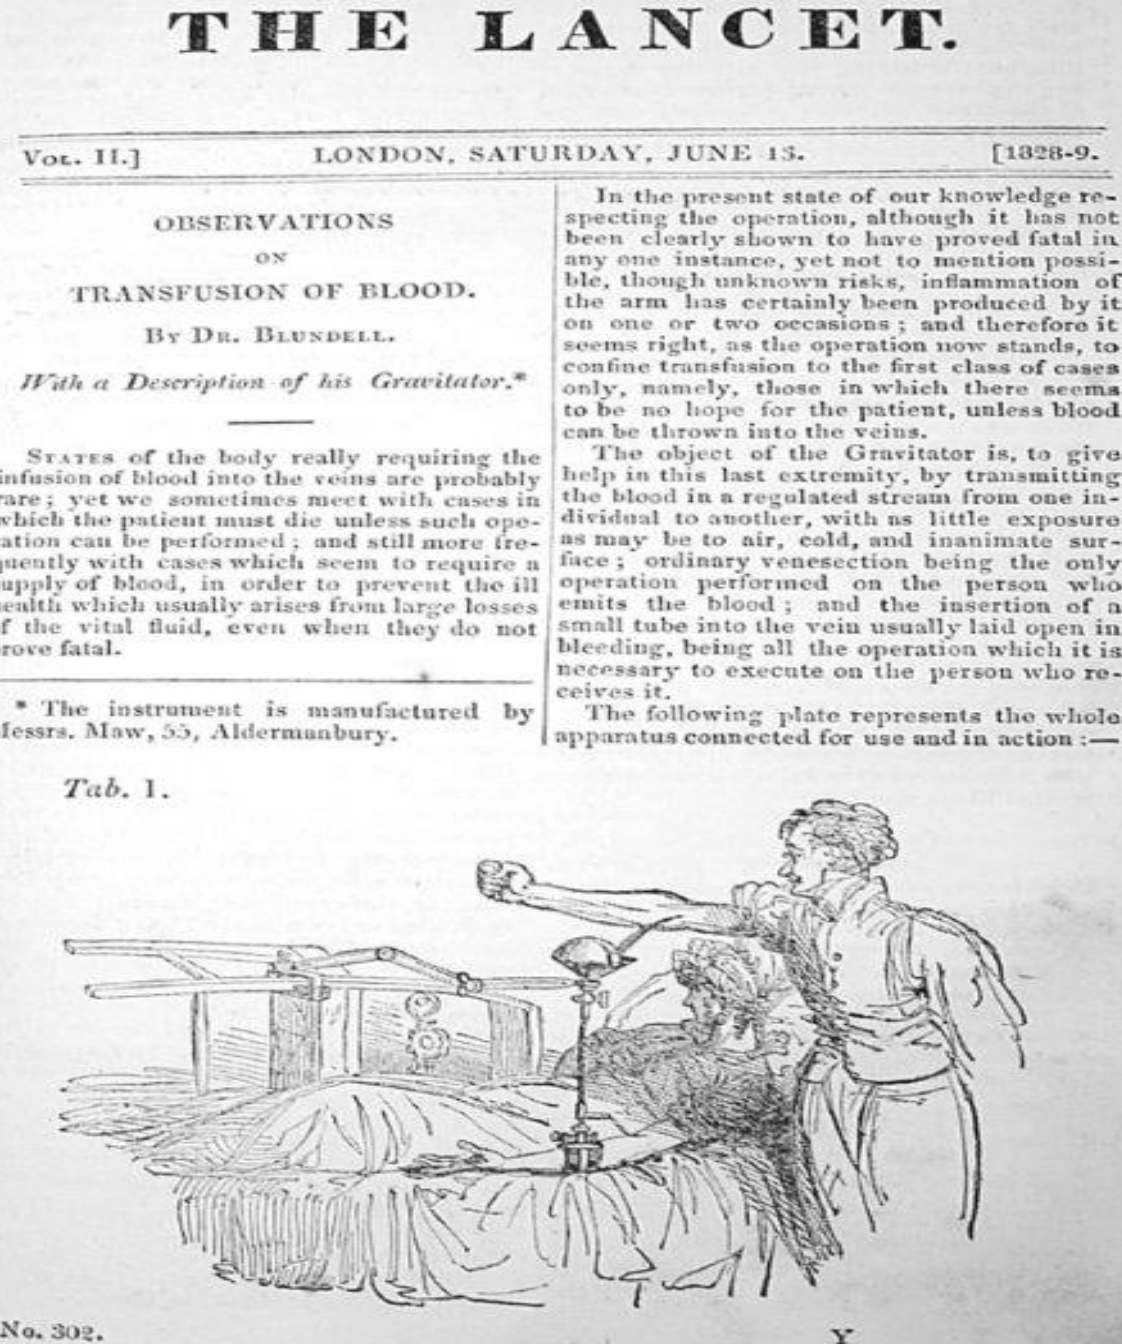 THE LANCET.
VOL. II.] LONDON, SATURDAY, JUNE 13. [1828-9.
OBSERVATIONS
ON
TRANSFUSION OF BLOOD.
BY DR. BLUNDELL.
With a Description of his Gravitator.*
STATES of the body really requiring the
infusion of blood into the veins are probably
rare; yet we sometimes meet with cases in
which the patient must die unless such ope-
ation can be performed; and still more fre-
quently with cases which seem to require a
upply of blood, in order to prevent the ill
ealth which usually arises from large losses
f the vital fluid, even when they do not
rove fatal.
* The instrument is manufactured by
Messrs. Maw, 55, Aldermanbury.
In the present state of our knowledge re-
specting the operation, although it has not
been clearly shown to have proved fatal in
any one instance, yet not to mention possi-
ble, though unknown risks, inflammation of
the arm has certainly been produced by it
on one or two occasions; and therefore it
seems right, as the operation now stands, to
confine transfusion to the first class of cases
only, namely, those in which there seems
to be no hope for the patient, unless blood
can be thrown into the veins.
The object of the Gravitator is, to give
help in this last extremity, by transmitting
the blood in a regulated stream from one in-
dividual to another, with as little exposure
as may be to air, cold, and inanimate sur-
face; ordinary venesection being the only
operation performed on the person who
emits the blood; and the insertion of a
small tube into the vein usually laid open in
bleeding, being all the operation which it is
necessary to execute on the person who re-
ceives it.
The following plate represents the whole
apparatus connected for use and in action:—
Tab. 1.
No. 302. Y